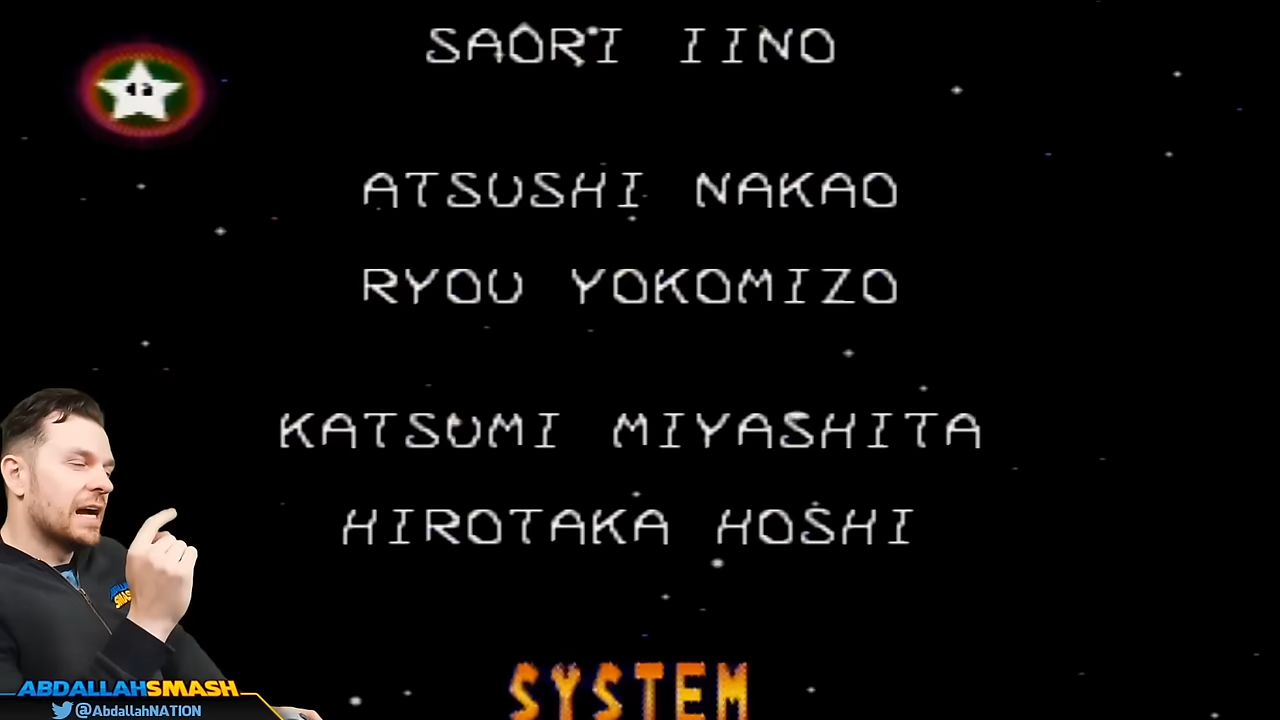 SAORI IINO
ATSUSHI NAKAO
RYOU YOKOMIZO
KATSUMI MIYASHITA
HIROTAKA HOSHI
SYSTEM
ABDALLAHSMASH
@AbdallahNATION